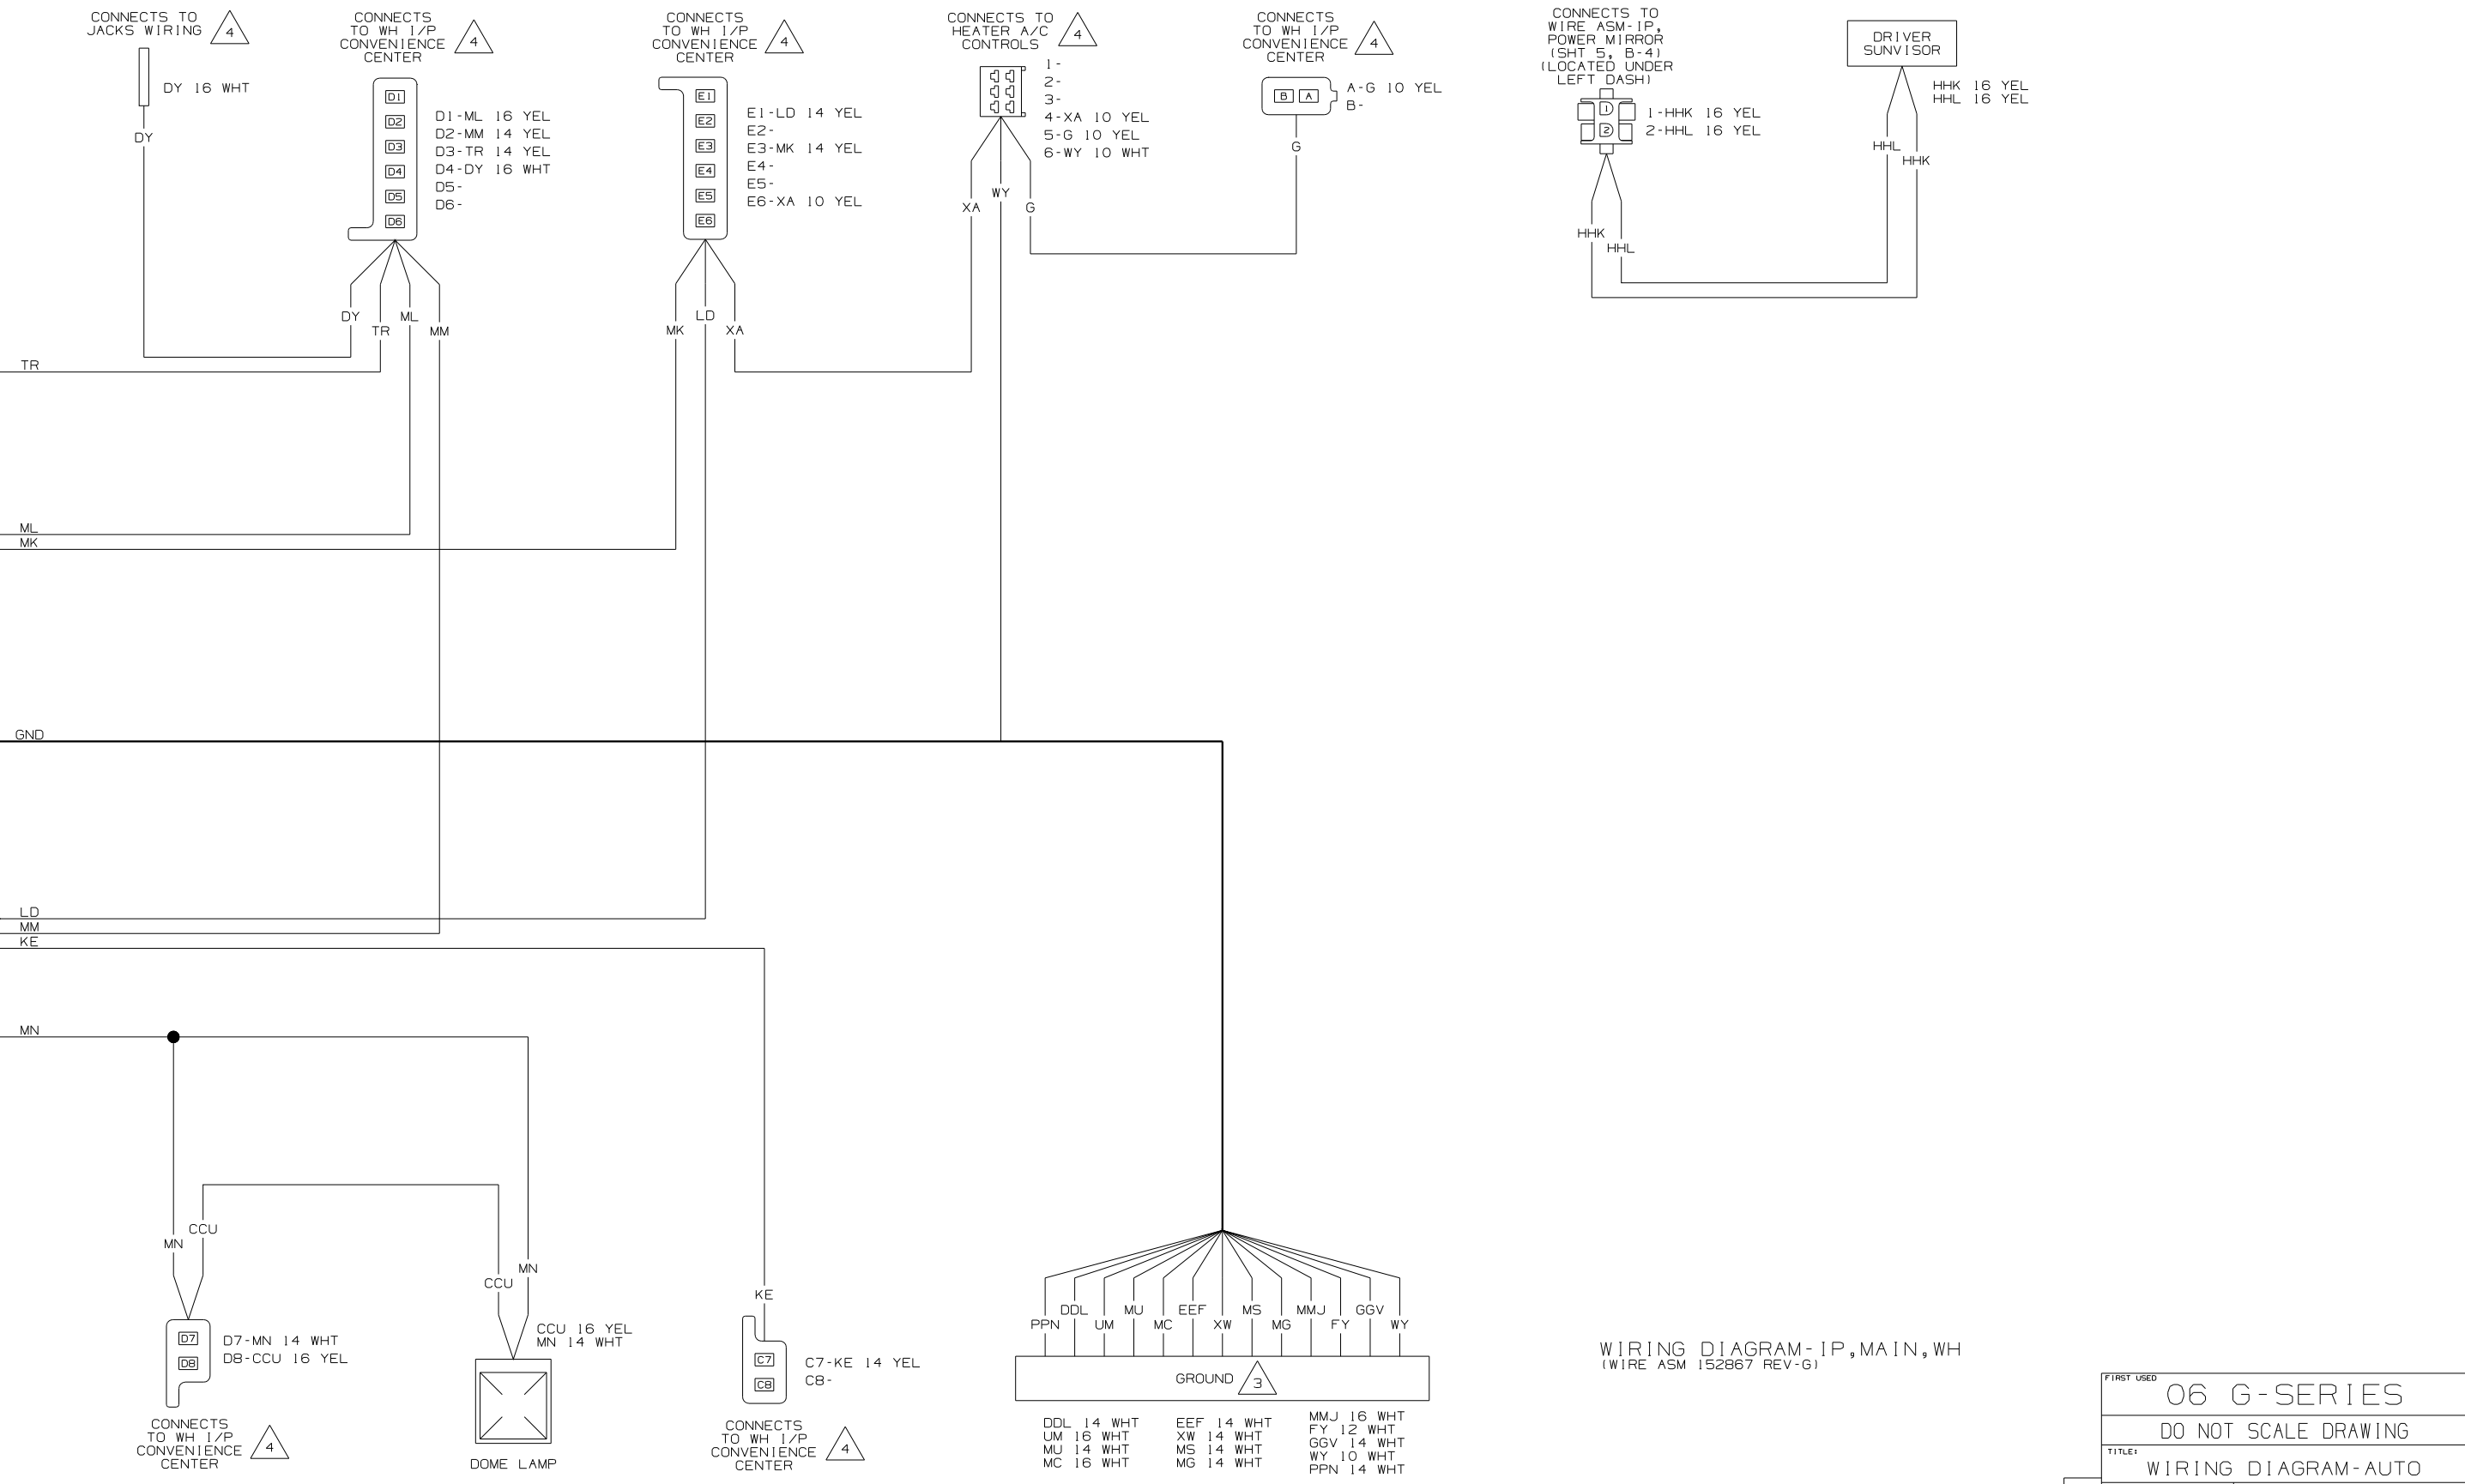 CONNECTS TO
JACKS WIRING
4
DY 16 WHT
DY
CONNECTS
TO WH I/P
CONVENIENCE
CENTER
4
D1
D2
D3
D4
D5
D6
D1-ML 16 YEL
D2-MM 14 YEL
D3-TR 14 YEL
D4-DY 16 WHT
D5-
D6-
DY
TR
ML
MM
CONNECTS
TO WH I/P
CONVENIENCE
CENTER
4
E1
E2
E3
E4
E5
E6
E1-LD 14 YEL
E2-
E3-MK 14 YEL
E4-
E5-
E6-XA 10 YEL
MK
LD
XA
CONNECTS TO
HEATER A/C
CONTROLS
4
1-
2-
3-
4-XA 10 YEL
5-G 10 YEL
6-WY 10 WHT
XA
WY
G
CONNECTS
TO WH I/P
CONVENIENCE
CENTER
4
B A
A-G 10 YEL
B-
G
CONNECTS TO
WIRE ASM-IP,
POWER MIRROR
(SHT 5, B-4)
(LOCATED UNDER
LEFT DASH)
1
2
1-HHK 16 YEL
2-HHL 16 YEL
HHK
HHL
DRIVER
SUNVISOR
HHK 16 YEL
HHL 16 YEL
HHL
HHK
TR
ML
MK
GND
LD
MM
KE
MN
MN
CCU
D7
D8
D7-MN 14 WHT
D8-CCU 16 YEL
CONNECTS
TO WH I/P
CONVENIENCE
CENTER
4
CCU
MN
CCU 16 YEL
MN 14 WHT
DOME LAMP
KE
C7
C8
C7-KE 14 YEL
C8-
CONNECTS
TO WH I/P
CONVENIENCE
CENTER
4
PPN
DDL
UM
MU
MC
EEF
XW
MS
MG
MMJ
FY
GGV
WY
GROUND
3
DDL 14 WHT
UM 16 WHT
MU 14 WHT
MC 16 WHT
EEF 14 WHT
XW 14 WHT
MS 14 WHT
MG 14 WHT
MMJ 16 WHT
FY 12 WHT
GGV 14 WHT
WY 10 WHT
PPN 14 WHT
WIRING DIAGRAM-IP,MAIN,WH
(WIRE ASM 152867 REV-G)
FIRST USED
06 G-SERIES
DO NOT SCALE DRAWING
TITLE:
WIRING DIAGRAM-AUTO